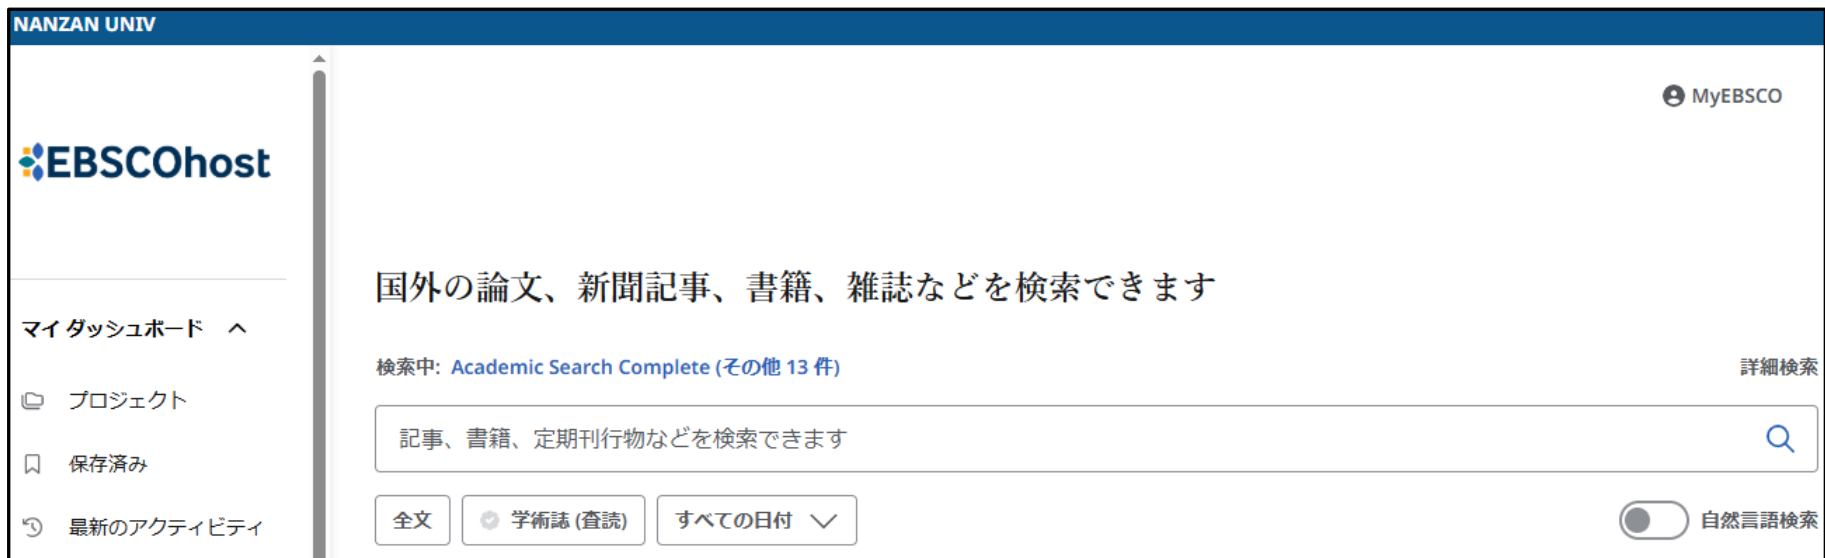 NANZAN UNIV
MyEBSCO
EBSCOhost
国外の論文、新聞記事、書籍、雑誌などを検索できます
マイ ダッシュボード
検索中: Academic Search Complete (その他 13 件)
詳細検索
プロジェクト
記事、書籍、定期刊行物などを検索できます
保存済み
全文
学術誌 (査読)
すべての日付
自然言語検索
最新のアクティビティ